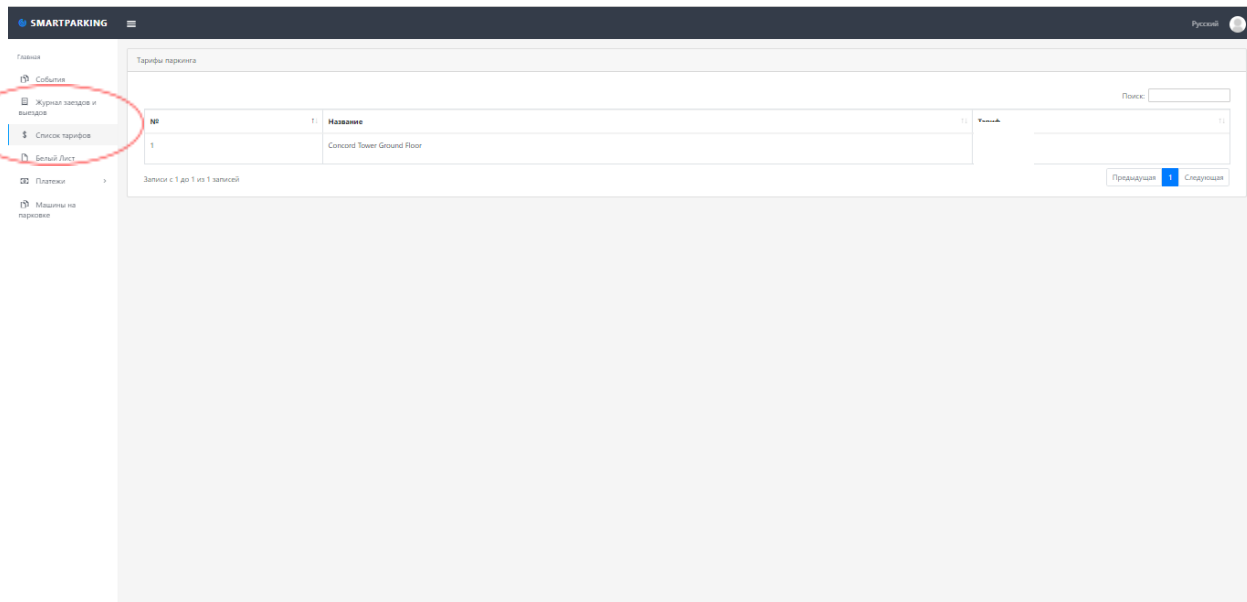 SMARTPARKING
Русский
Главная
События
Журнал заездов и
выездов
$ Список тарифов
Белый Лист
Платежи
Машины на
парковке
Тарифы паркинга
Поиск:
№ Название Тариф
1 Concord Tower Ground Floor
Записи с 1 до 1 из 1 записей
Предыдущая 1 Следующая